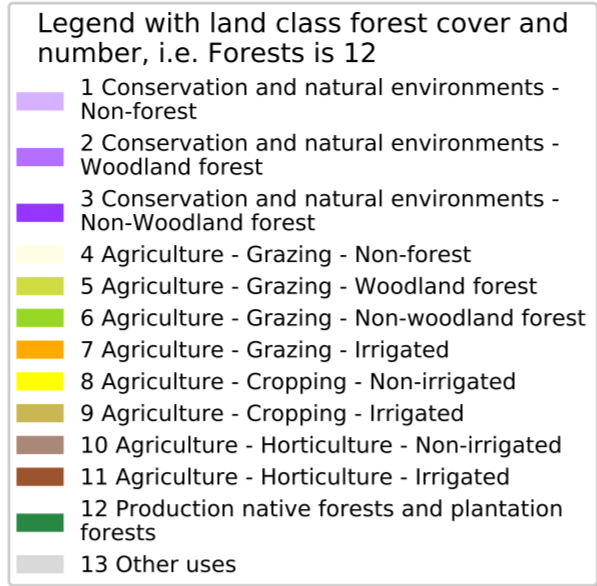 Legend with land class forest cover and
number, i.e. Forests is 12
1 Conservation and natural environments -
Non-forest
2 Conservation and natural environments -
Woodland forest
3 Conservation and natural environments -
Non-Woodland forest
4 Agriculture - Grazing - Non-forest
5 Agriculture - Grazing - Woodland forest
6 Agriculture - Grazing - Non-woodland forest
7 Agriculture - Grazing - Irrigated
8 Agriculture - Cropping - Non-irrigated
9 Agriculture - Cropping - Irrigated
10 Agriculture - Horticulture - Non-irrigated
11 Agriculture - Horticulture - Irrigated
12 Production native forests and plantation
forests
13 Other uses